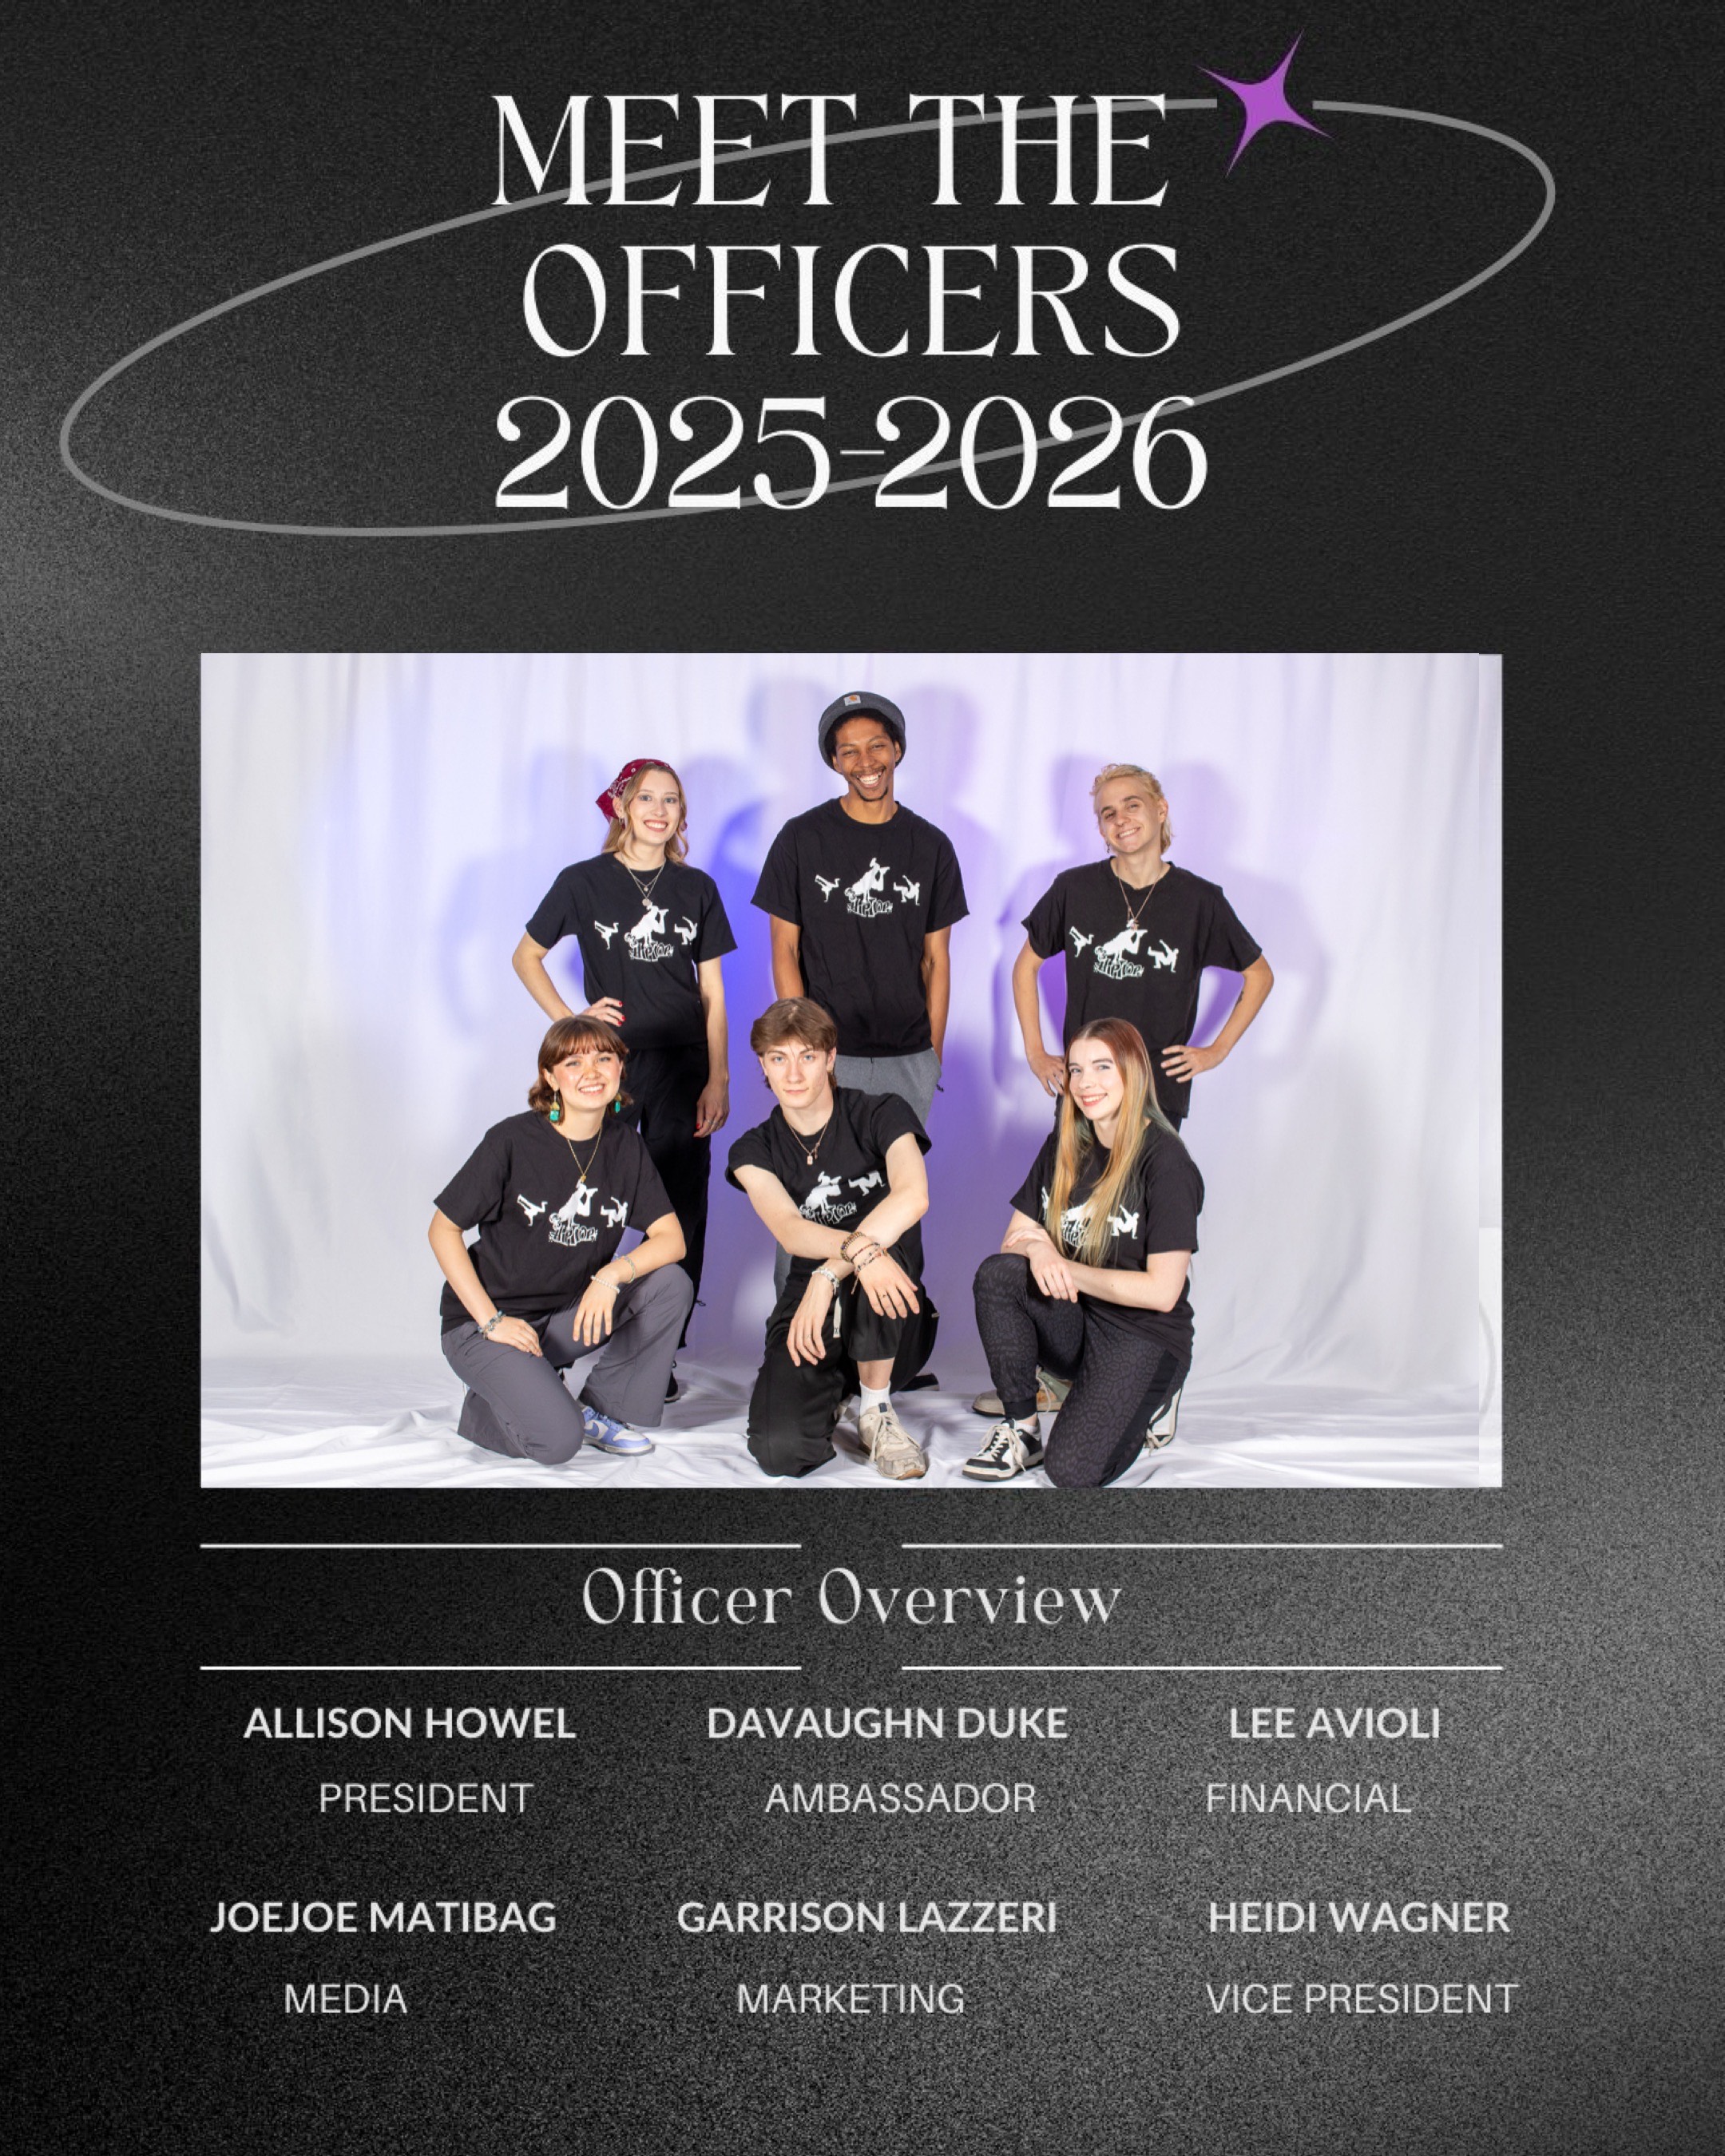 MEET THE
OFFICERS
2025-2026
Officer Overview
ALLISON HOWEL DAVAUGHN DUKE LEE AVIOLI
PRESIDENT AMBASSADOR FINANCIAL
JOEJOE MATIBAG GARRISON LAZZERI HEIDI WAGNER
MEDIA MARKETING VICE PRESIDENT